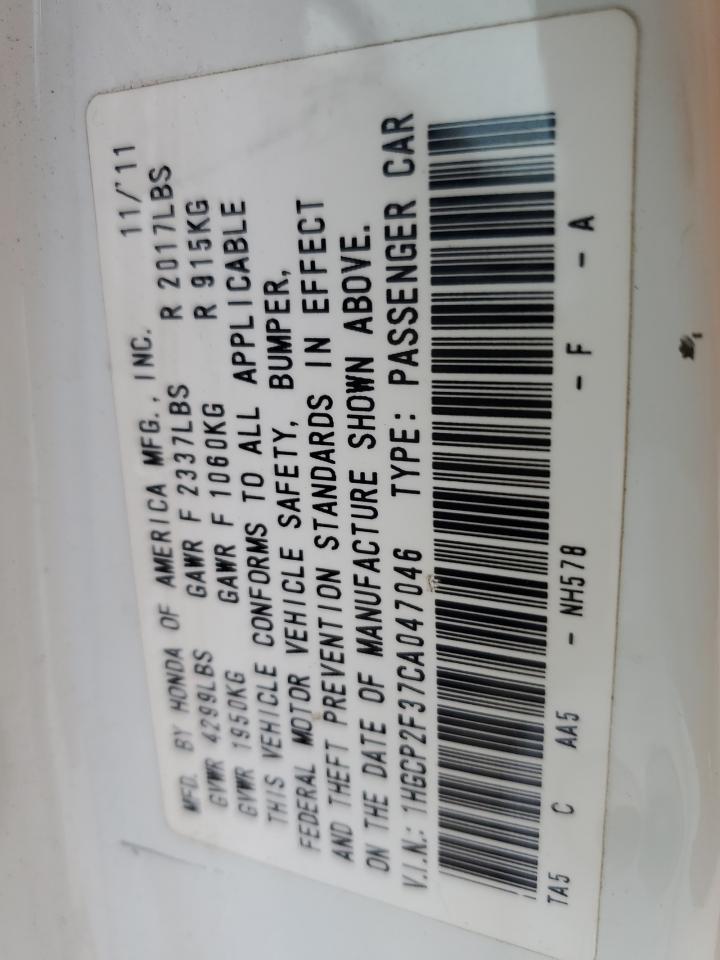 MFD. BY HONDA OF AMERICA MFG., INC. 11/'11
GVWR 4299LBS GAWR F 2337LBS R 2017LBS
GVWR 1950KG GAWR F 1060KG R 915KG
THIS VEHICLE CONFORMS TO ALL APPLICABLE
FEDERAL MOTOR VEHICLE SAFETY, BUMPER,
AND THEFT PREVENTION STANDARDS IN EFFECT
ON THE DATE OF MANUFACTURE SHOWN ABOVE.
V.I.N.: 1HGCP2F37CA047046 TYPE: PASSENGER CAR
TA5 C AA5 - NH578 - F - A